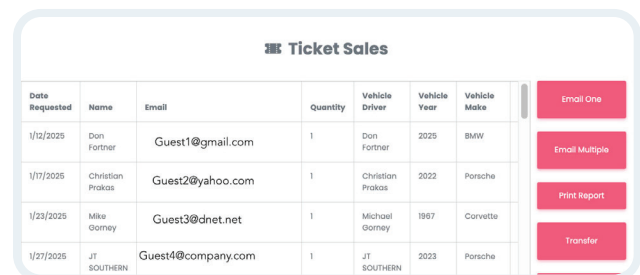 Ticket Sales
Date Requested Name Email Quantity Vehicle Driver Vehicle Year Vehicle Make
1/12/2025 Don Fortner Guest1@gmail.com 1 Don Fortner 2025 BMW
1/17/2025 Christian Prakas Guest2@yahoo.com 1 Christian Prakas 2022 Porsche
1/23/2025 Mike Gorney Guest3@dnet.net 1 Michael Gorney 1967 Corvette
1/27/2025 JT SOUTHERN Guest4@company.com 1 JT SOUTHERN 2023 Porsche
Email One
Email Multiple
Print Report
Transfer